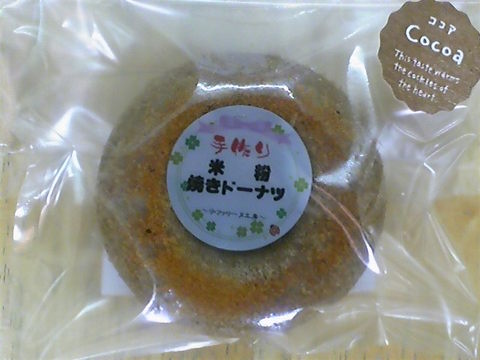 ココア
Cocoa
This taste warms
the cockles of
the heart.
手作り
米 粉
焼きドーナツ